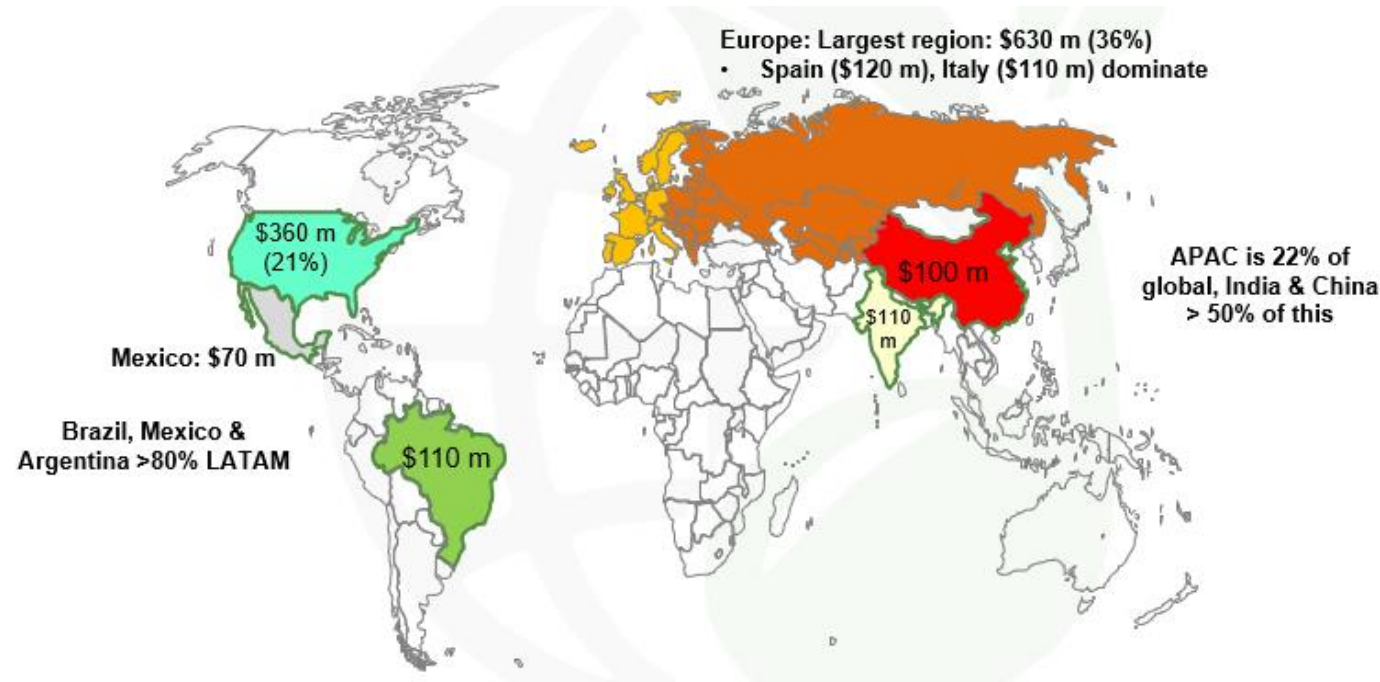 Europe: Largest region: $630 m (36%)
• Spain ($120 m), Italy ($110 m) dominate
$360 m
(21%)
$100 m
APAC is 22% of
global, India & China
> 50% of this
$110
m
Mexico: $70 m
Brazil, Mexico &
Argentina >80% LATAM
$110 m